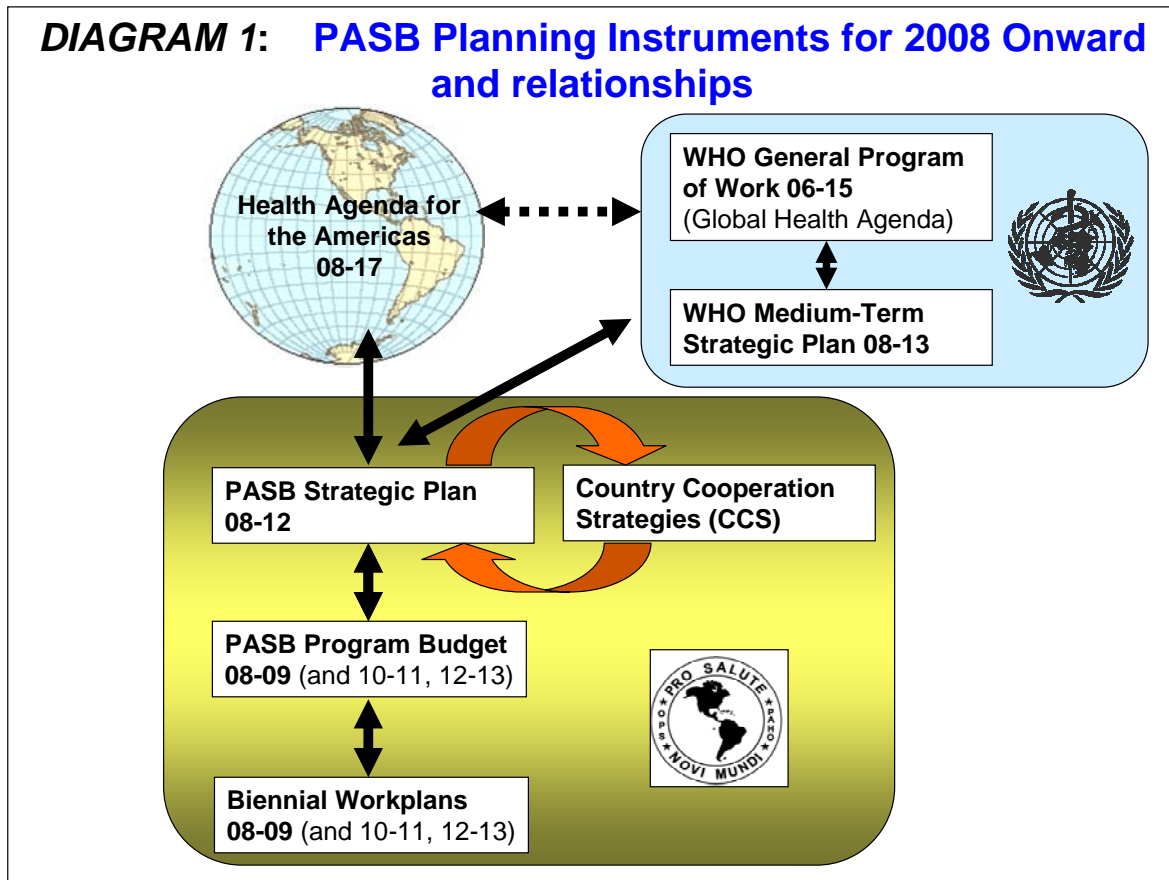 DIAGRAM 1: PASB Planning Instruments for 2008 Onward
and relationships
Health Agenda for
the Americas
08-17
WHO General Program
of Work 06-15
(Global Health Agenda)
WHO Medium-Term
Strategic Plan 08-13
PASB Strategic Plan
08-12
Country Cooperation
Strategies (CCS)
PASB Program Budget
08-09 (and 10-11, 12-13)
Biennial Workplans
08-09 (and 10-11, 12-13)
PRO SALUTE
OPS
PAHO
NOVI MUNDI